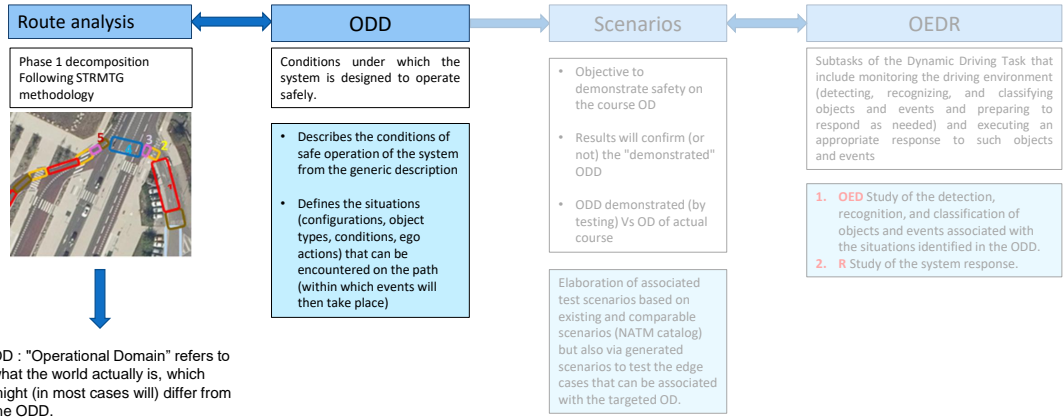 Route analysis
ODD
Scenarios
OEDR
Phase 1 decomposition
Following STRMTG
methodology
5
3
2
1
Conditions under which the
system is designed to operate
safely.
• Describes the conditions of
safe operation of the system
from the generic description
• Defines the situations
(configurations, object
types, conditions, ego
actions) that can be
encountered on the path
(within which events will
then take place)
• Objective to
demonstrate safety on
the course OD
• Results will confirm (or
not) the "demonstrated"
ODD
• ODD demonstrated (by
testing) Vs OD of actual
course
Elaboration of associated
test scenarios based on
existing and comparable
scenarios (NATM catalog)
but also via generated
scenarios to test the edge
cases that can be associated
with the targeted OD.
Subtasks of the Dynamic Driving Task that
include monitoring the driving environment
(detecting, recognizing, and classifying
objects and events and preparing to
respond as needed) and executing an
appropriate response to such objects
and events
1. OED Study of the detection,
recognition, and classification of
objects and events associated with
the situations identified in the ODD.
2. R Study of the system response.
: "Operational Domain” refers to
what the world actually is, which
might (in most cases will) differ from
the ODD.